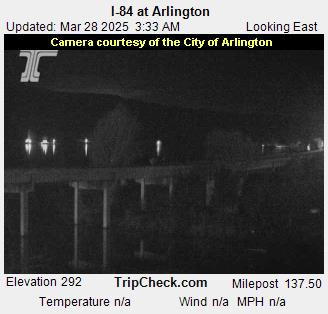 I-84 at Arlington
Updated: Mar 28 2025  3:33 AM Looking East
Camera courtesy of the City of Arlington
Elevation 292 TripCheck.com Milepost 137.50
Temperature n/a Wind n/a MPH n/a